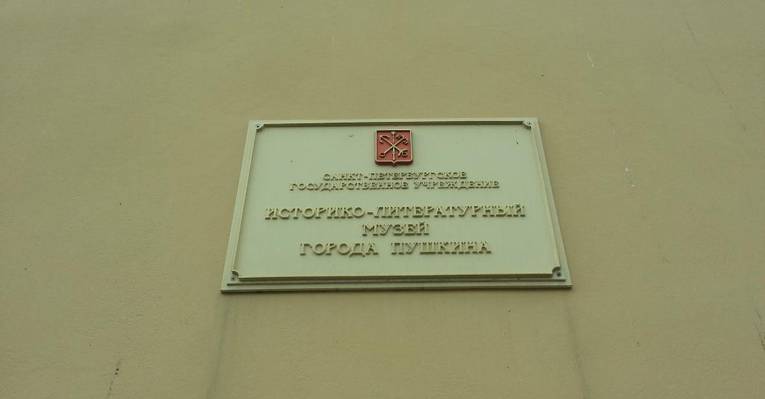 САНКТ-ПЕТЕРБУРГСКОЕ
ГОСУДАРСТВЕННОЕ УЧРЕЖДЕНИЕ
ИСТОРИКО-ЛИТЕРАТУРНЫЙ
МУЗЕЙ
ГОРОДА ПУШКИНА